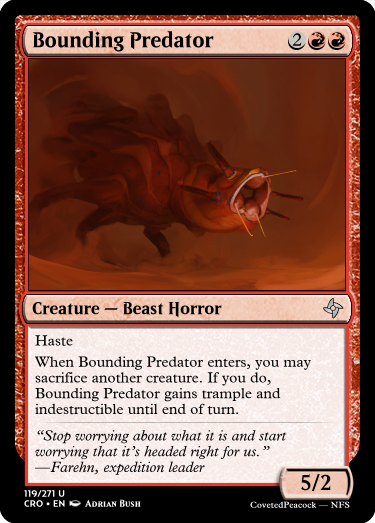 Bounding Predator 2
Creature — Beast Horror
Haste
When Bounding Predator enters, you may
sacrifice another creature. If you do,
Bounding Predator gains trample and
indestructible until end of turn.
“Stop worrying about what it is and start
worrying that it’s headed right for us.”
—Farehn, expedition leader
5/2
119/271 U
CRO • EN Adrian Bush
CovetedPeacock — NFS